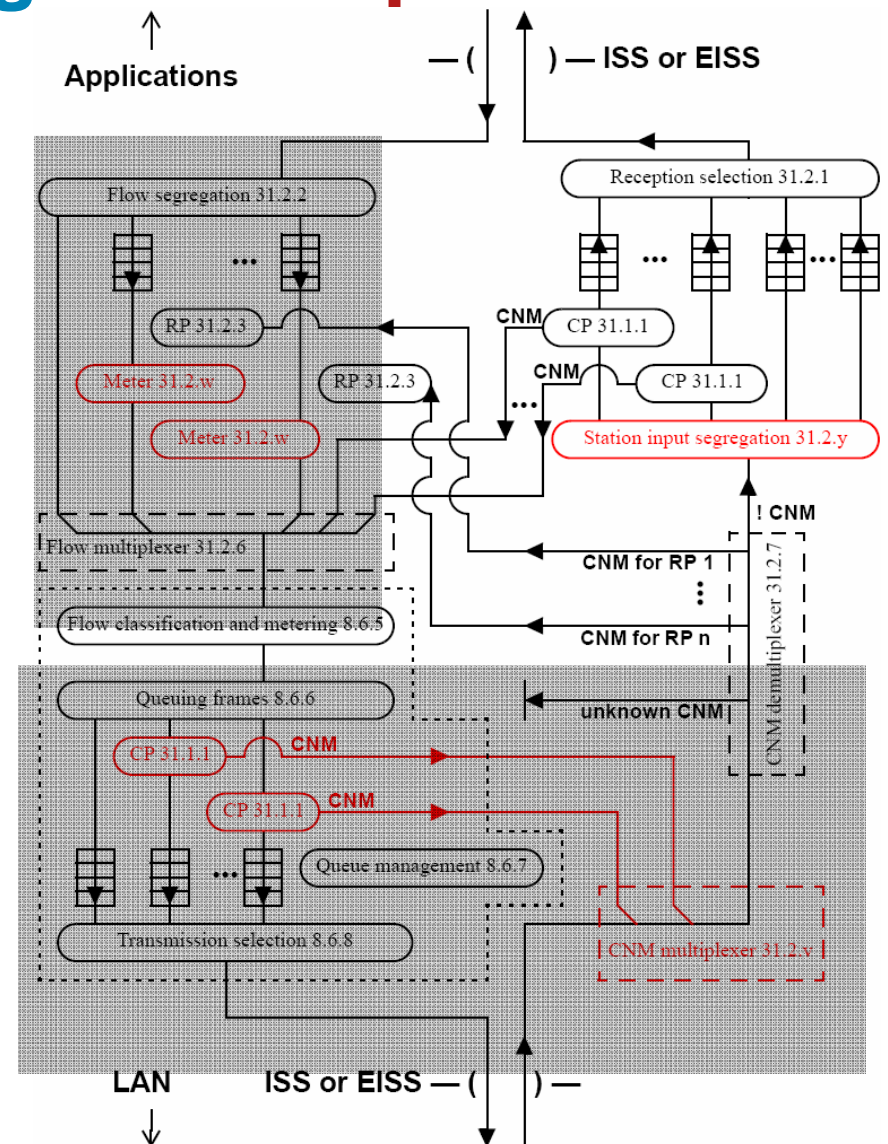 g
Applications
— ( ) — ISS or EISS
Flow segregation 31.2.2
Reception selection 31.2.1
...
...
...
RP 31.2.3
CNM
CP 31.1.1
Meter 31.2.w
RP 31.2.3
CNM
CP 31.1.1
...
Meter 31.2.w
Station input segregation 31.2.y
! CNM
Flow multiplexer 31.2.6
CNM for RP 1
CNM demultiplexer 31.2.7
Flow classification and metering 8.6.5
CNM for RP n
Queuing frames 8.6.6
unknown CNM
CP 31.1.1
CNM
CP 31.1.1
CNM
...
Queue management 8.6.7
Transmission selection 8.6.8
CNM multiplexer 31.2.v
LAN
ISS or EISS — ( ) —